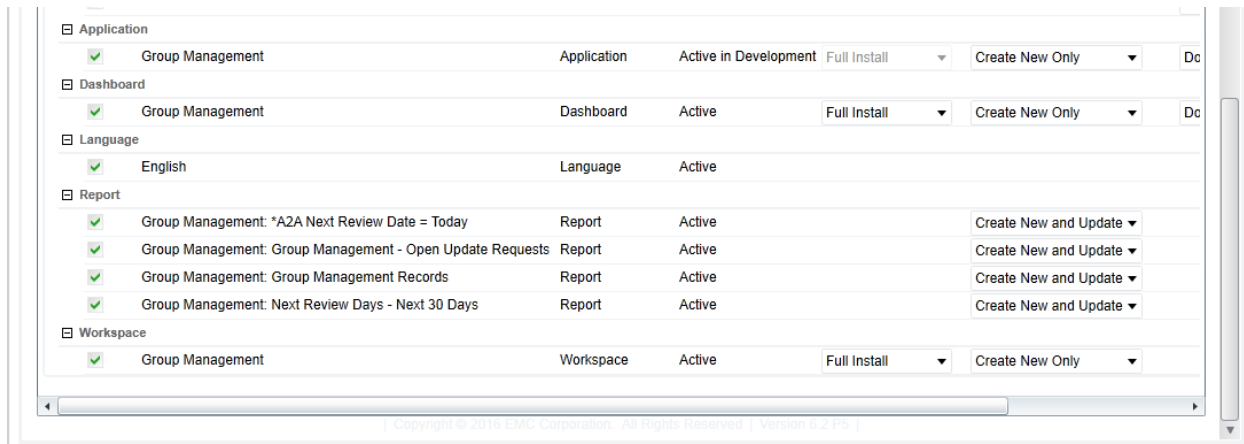 Application
Group Management Application Active in Development Full Install Create New Only Do
Dashboard
Group Management Dashboard Active Full Install Create New Only Do
Language
English Language Active
Report
Group Management: *A2A Next Review Date = Today Report Active Create New and Update
Group Management: Group Management - Open Update Requests Report Active Create New and Update
Group Management: Group Management Records Report Active Create New and Update
Group Management: Next Review Days - Next 30 Days Report Active Create New and Update
Workspace
Group Management Workspace Active Full Install Create New Only
| Copyright © 2016 EMC Corporation. All Rights Reserved | Version 6.2 P5 |